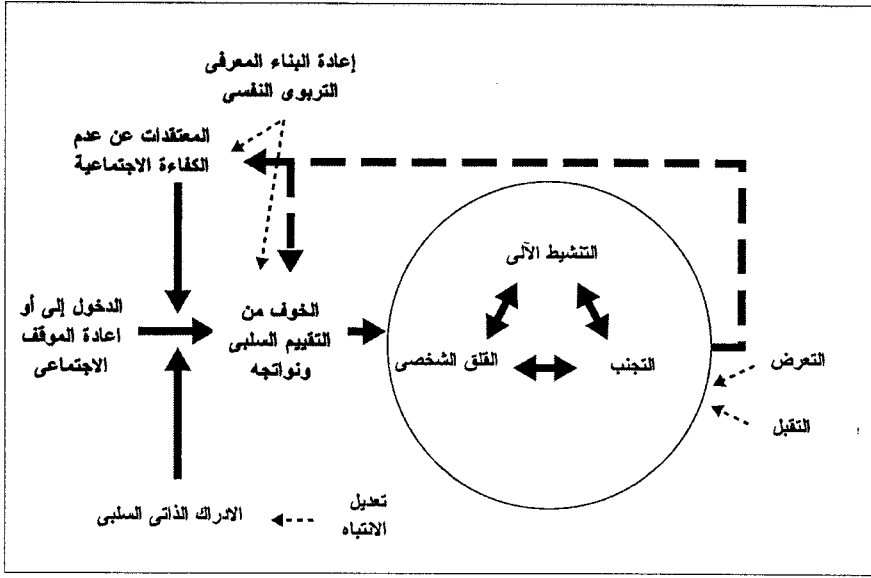 إعادة البناء المعرفى
التربوى النفسى
المعتقدات عن عدم
الكفاءة الاجتماعية
التنشيط الآلى
الدخول إلى أو
اعادة الموقف
الاجتماعى
الخوف من
التقييم السلبى
ونواتجه
القلق الشخصى
التجنب
التعرض
التقبل
الادراك الذاتى السلبى
تعديل
الانتباه